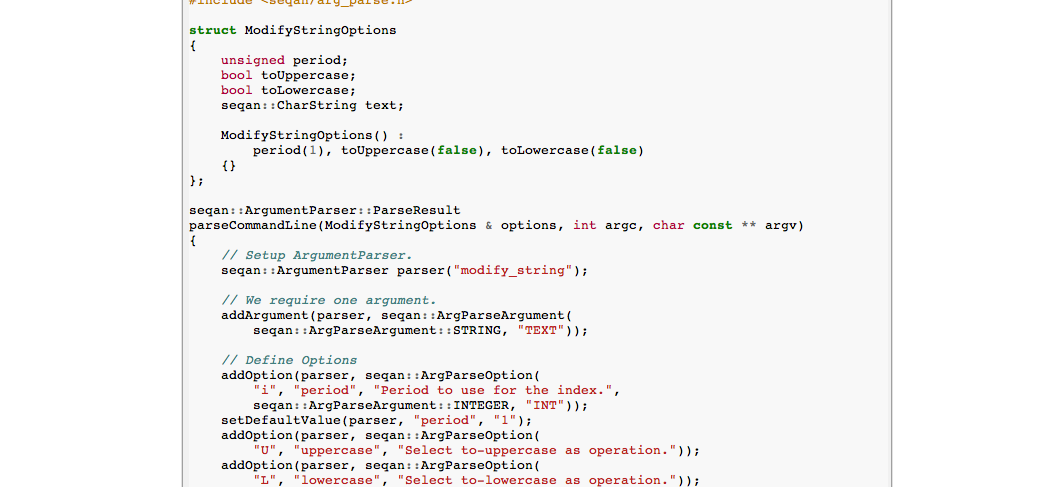 #include <seqan/arg_parse.h>
struct ModifyStringOptions
{
unsigned period;
bool toUppercase;
bool toLowercase;
seqan::CharString text;
ModifyStringOptions() :
period(1), toUppercase(false), toLowercase(false)
{}
};
seqan::ArgumentParser::ParseResult
parseCommandLine(ModifyStringOptions & options, int argc, char const ** argv)
{
// Setup ArgumentParser.
seqan::ArgumentParser parser("modify_string");
// We require one argument.
addArgument(parser, seqan::ArgParseArgument(
seqan::ArgParseArgument::STRING, "TEXT"));
// Define Options
addOption(parser, seqan::ArgParseOption(
"i", "period", "Period to use for the index.",
seqan::ArgParseArgument::INTEGER, "INT"));
setDefaultValue(parser, "period", "1");
addOption(parser, seqan::ArgParseOption(
"U", "uppercase", "Select to-uppercase as operation."));
addOption(parser, seqan::ArgParseOption(
"L", "lowercase", "Select to-lowercase as operation."));